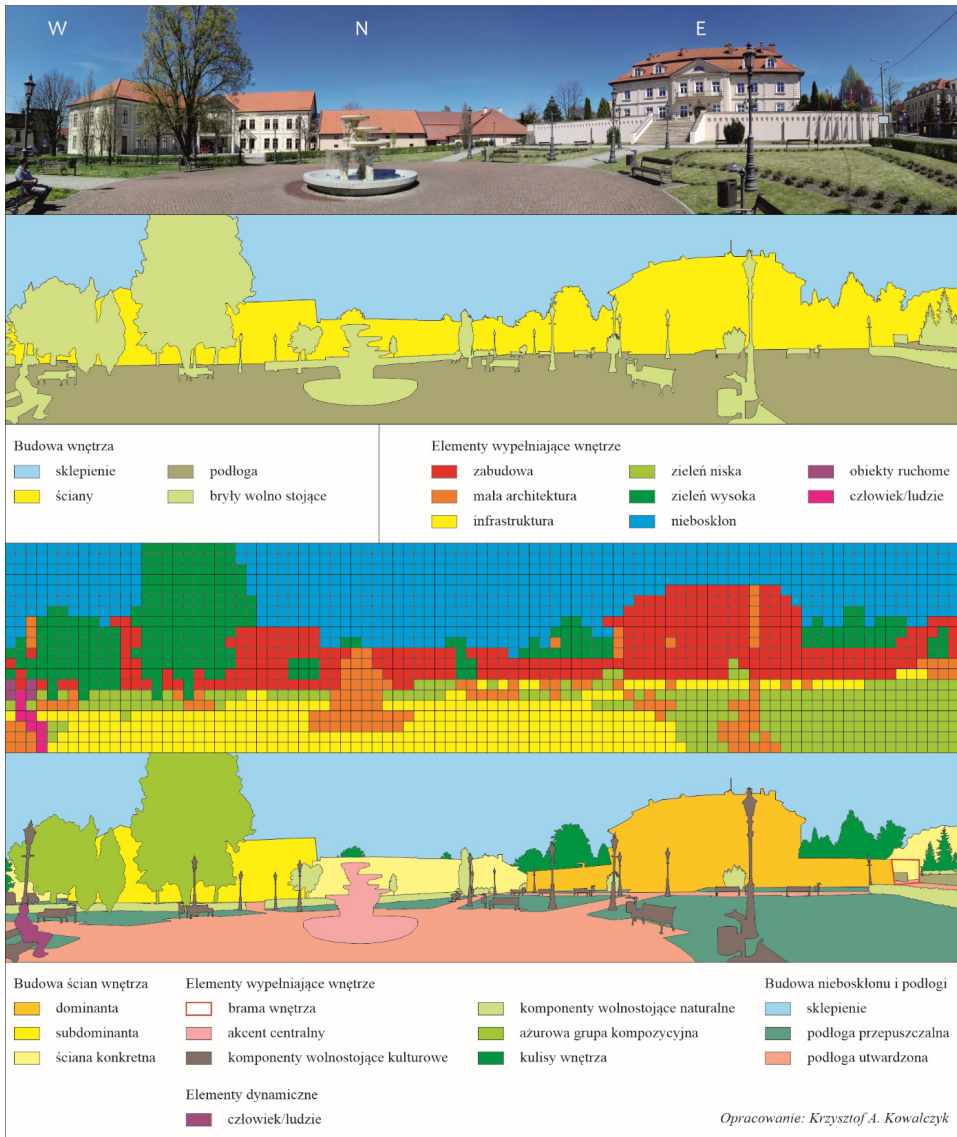 W N E
Budowa wnętrza
sklepienie
ściany
podłoga
bryły wolno stojące
Elementy wypełniające wnętrze
zabudowa
mała architektura
infrastruktura
zieleń niska
zieleń wysoka
nieboskłon
obiekty ruchome
człowiek/ludzie
Budowa ścian wnętrza
dominanta
subdominanta
ściana konkretna
Elementy wypełniające wnętrze
brama wnętrza
akcent centralny
komponenty wolnostojące kulturowe
komponenty wolnostojące naturalne
ażurowa grupa kompozycyjna
kulisy wnętrza
Budowa nieboskłonu i podłogi
sklepienie
podłoga przepuszczalna
podłoga utwardzona
Elementy dynamiczne
człowiek/ludzie
Opracowanie: Krzysztof A. Kowalczyk